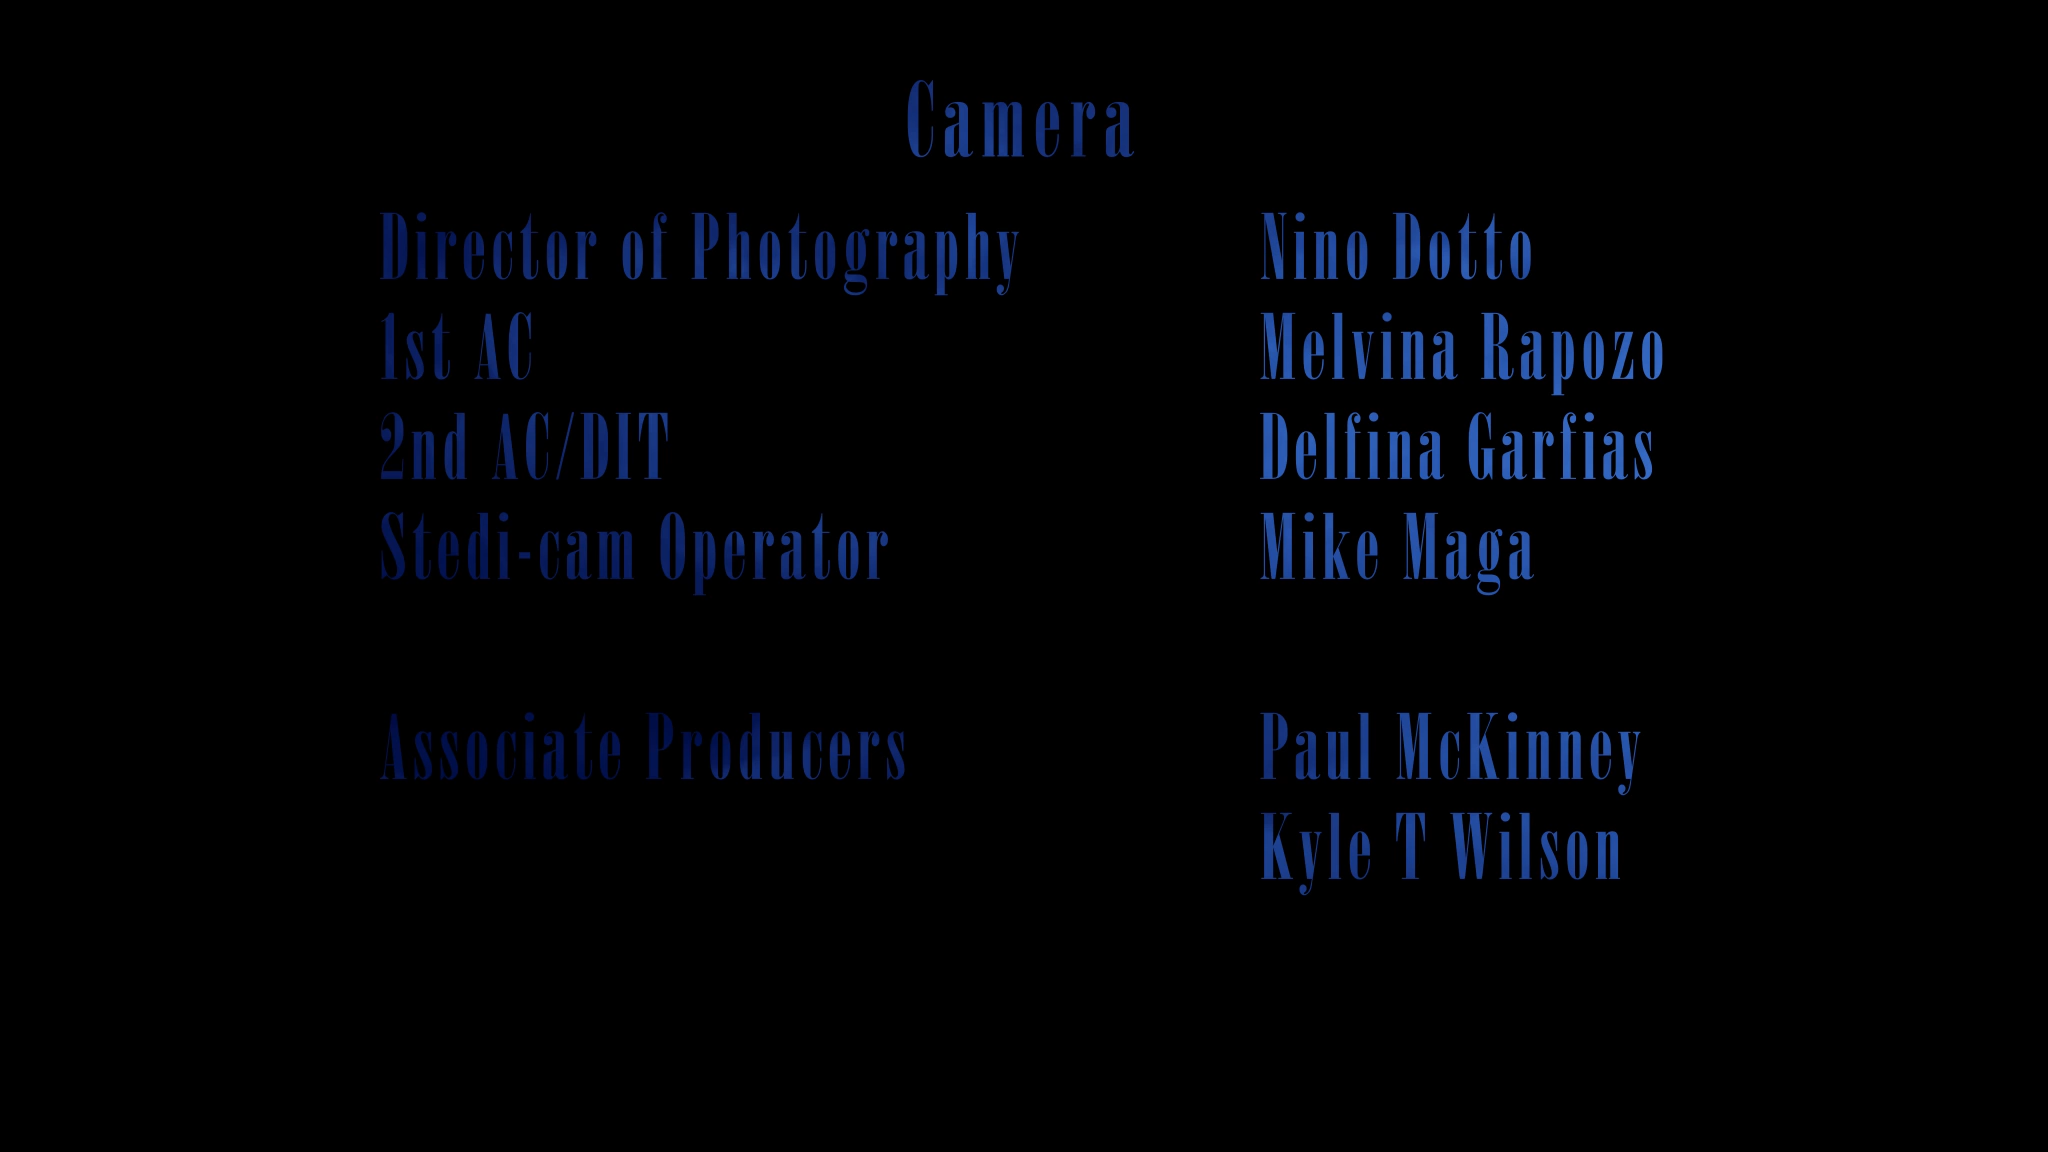 Camera
Director of Photography Nino Dotto
1st AC Melvina Rapozo
2nd AC/DIT Delfina Garfias
Stedi-cam Operator Mike Maga
Associate Producers Paul McKinney
Kyle T Wilson